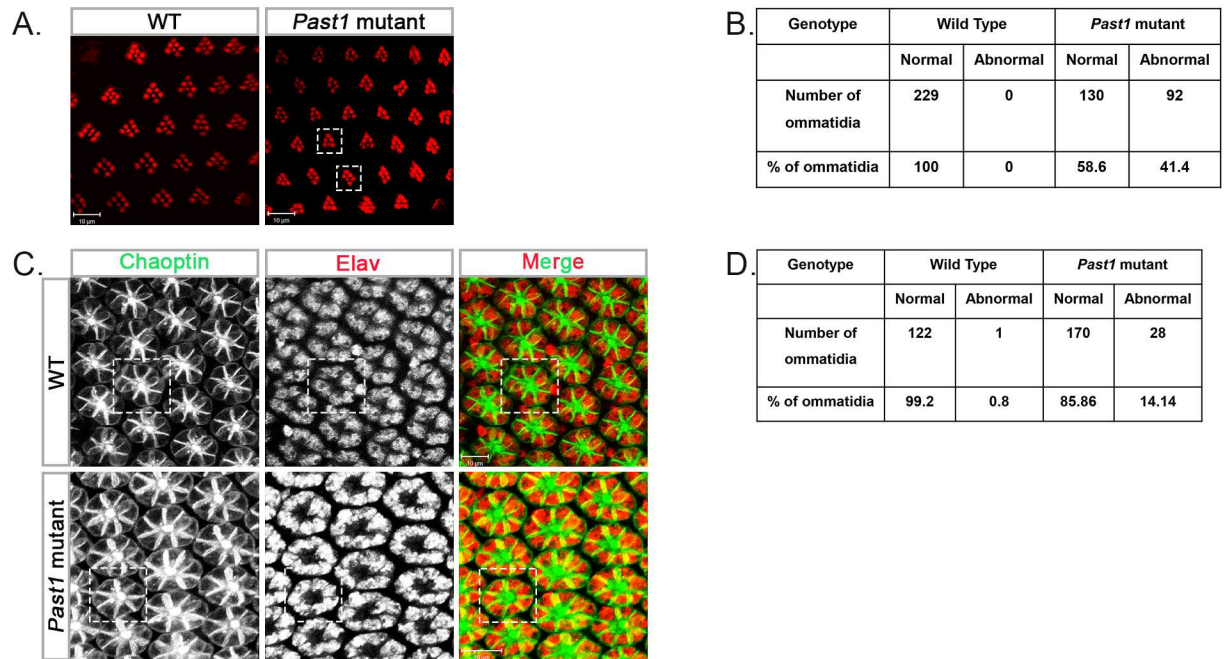 A.
WT
Past1 mutant
10 µm
10 µm
B.
Genotype Wild Type Past1 mutant
Normal Abnormal Normal Abnormal
Number of ommatidia 229 0 130 92
% of ommatidia 100 0 58.6 41.4
C.
Chaoptin Elav Merge
WT
10 µm
Past1 mutant
D.
Genotype Wild Type Past1 mutant
Normal Abnormal Normal Abnormal
Number of ommatidia 122 1 170 28
% of ommatidia 99.2 0.8 85.86 14.14